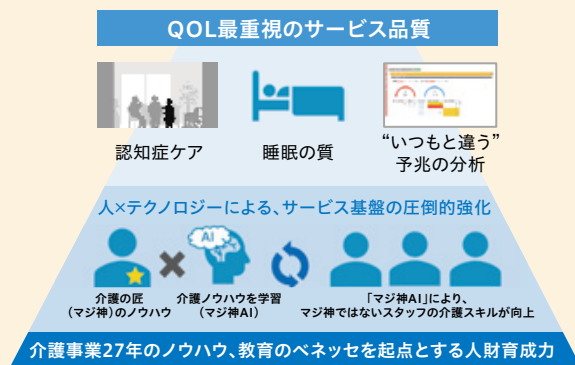 QOL最重視のサービス品質
認知症ケア
睡眠の質
“いつもと違う”
予兆の分析
人×テクノロジーによる、サービス基盤の圧倒的強化
AI
介護の匠
（マジ神）のノウハウ
介護ノウハウを学習
（マジ神AI）
「マジ神AI」により、
マジ神ではないスタッフの介護スキルが向上
介護事業27年のノウハウ、教育のベネッセを起点とする人財育成力